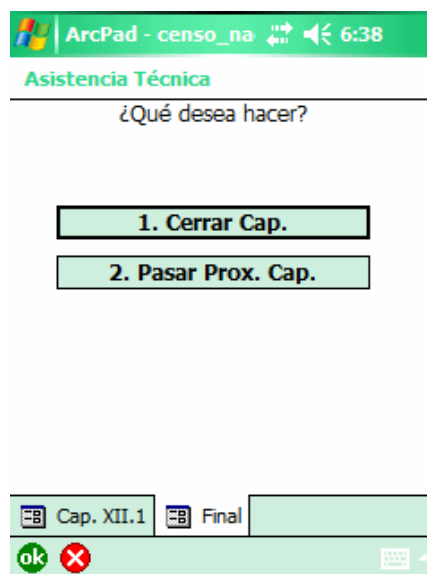 ArcPad - censo_na 6:38
Asistencia Técnica
¿Qué desea hacer?
1. Cerrar Cap.
2. Pasar Prox. Cap.
Cap. XII.1 Final
ok